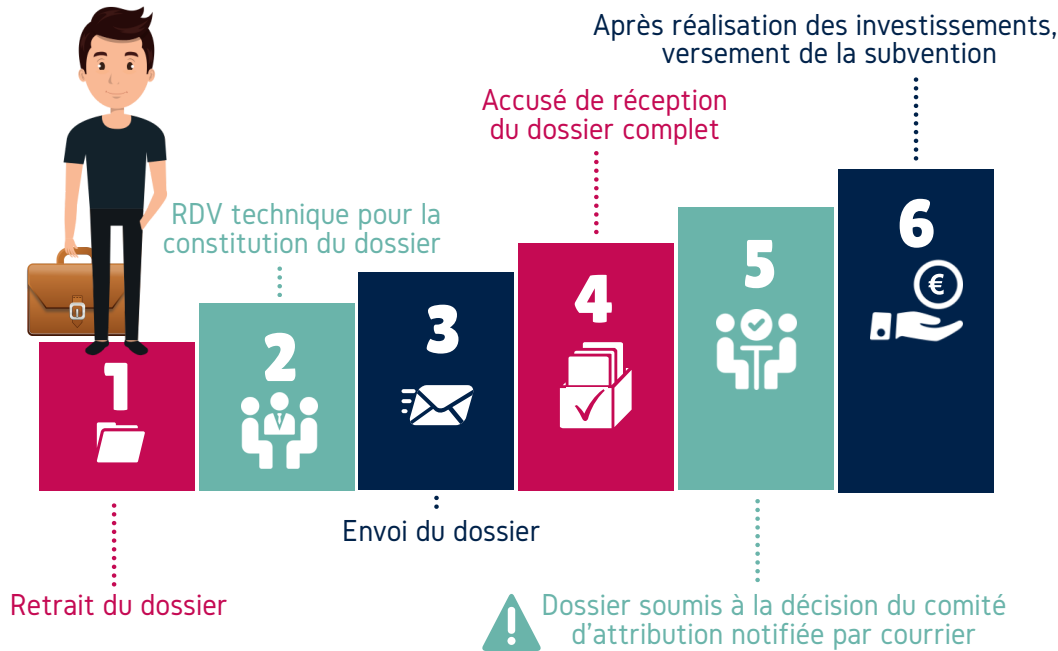 1
Retrait du dossier
2
RDV technique pour la
constitution du dossier
3
Envoi du dossier
4
Accusé de réception
du dossier complet
5
Dossier soumis à la décision du comité
d'attribution notifiée par courrier
6
€
Après réalisation des investissements,
versement de la subvention